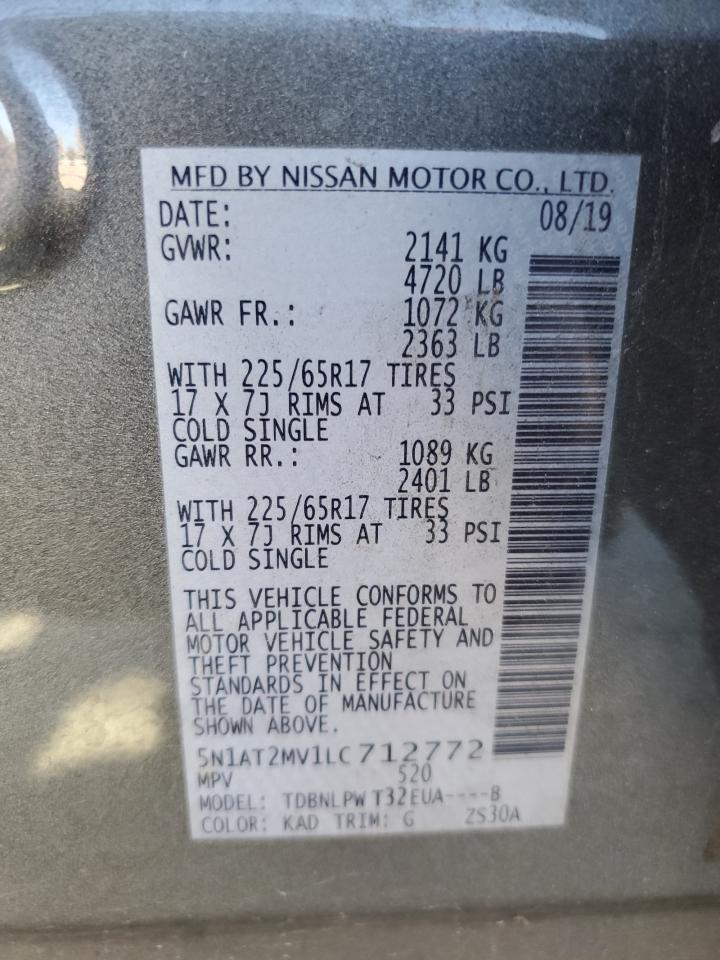 MFD BY NISSAN MOTOR CO., LTD.
DATE: 08/19
GVWR: 2141 KG
4720 LB
GAWR FR.: 1072 KG
2363 LB
WITH 225/65R17 TIRES
17 X 7J RIMS AT 33 PSI
COLD SINGLE
GAWR RR.: 1089 KG
2401 LB
WITH 225/65R17 TIRES
17 X 7J RIMS AT 33 PSI
COLD SINGLE
THIS VEHICLE CONFORMS TO
ALL APPLICABLE FEDERAL
MOTOR VEHICLE SAFETY AND
THEFT PREVENTION
STANDARDS IN EFFECT ON
THE DATE OF MANUFACTURE
SHOWN ABOVE.
5N1AT2MV1LC712772
MPV 520
MODEL: TDBNLPW T32EUA----B
COLOR: KAD TRIM: G ZS30A